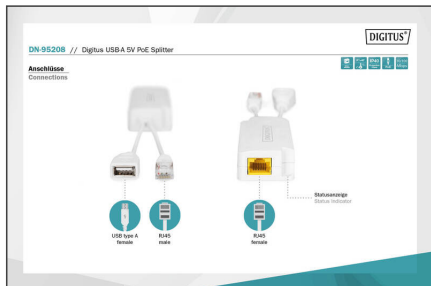 DIGITUS®
DN-95208 // Digitus USB-A 5V PoE Splitter
Anschlüsse
Connections
DIGITUS
Statusanzeige
Status Indicator
USB type A
female
RJ45
male
RJ45
female